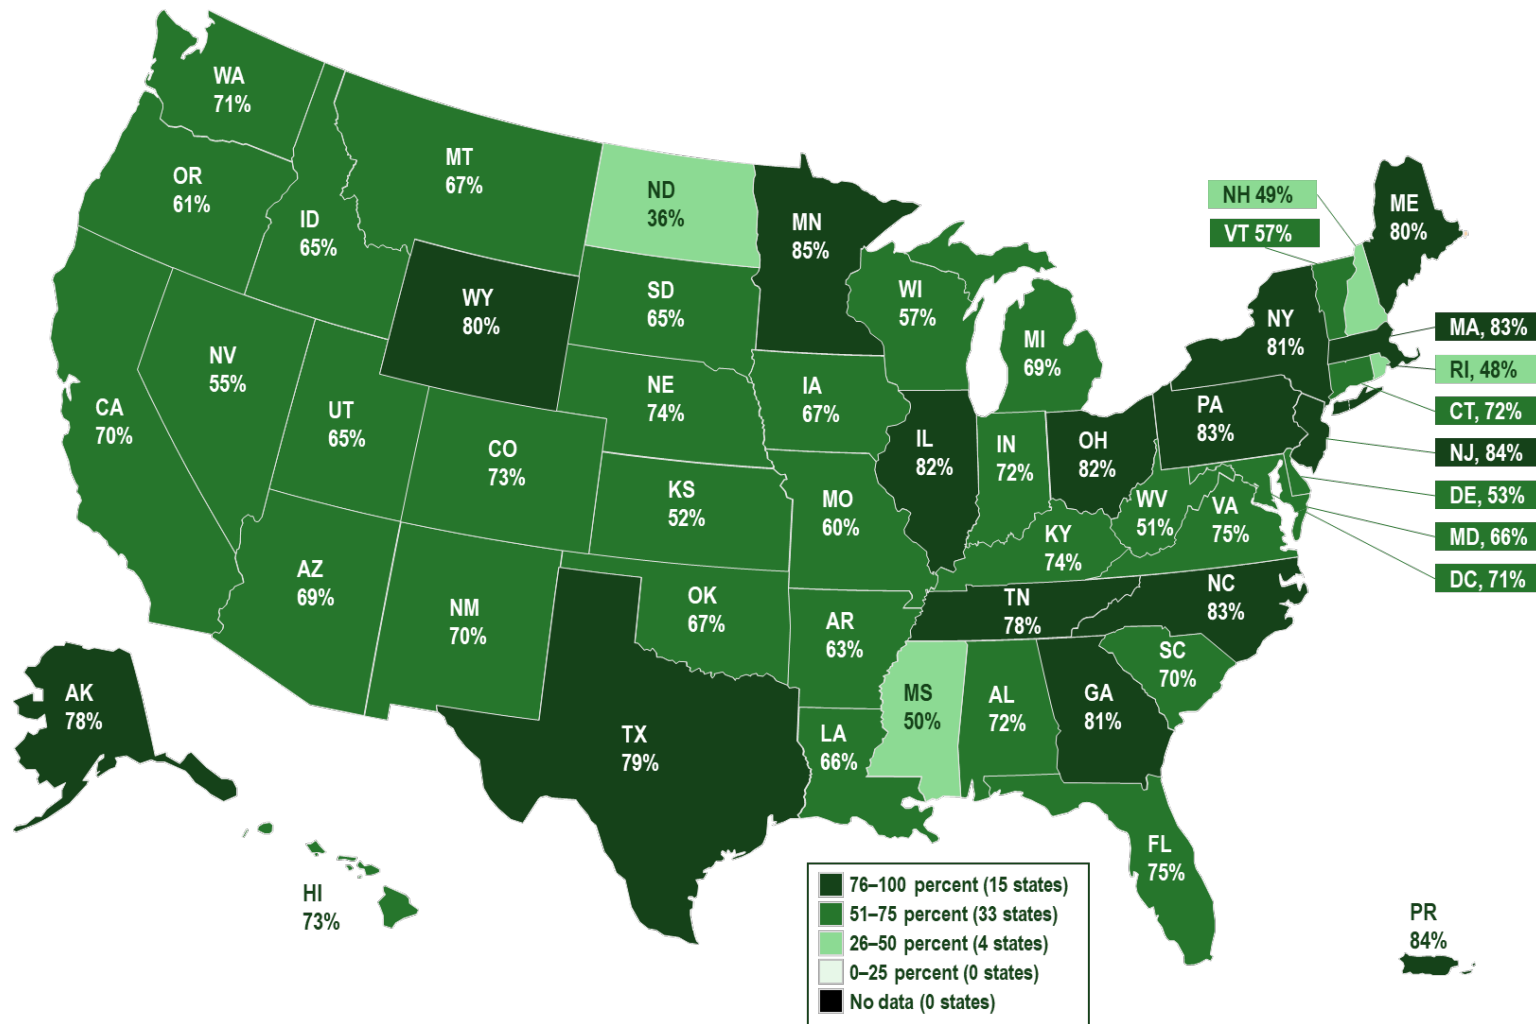 WA
71%
OR
61%
ID
65%
MT
67%
ND
36%
MN
85%
NH 49%
VT 57%
ME
80%
WY
80%
SD
65%
WI
57%
MI
69%
NY
81%
MA, 83%
RI, 48%
CT, 72%
NJ, 84%
DE, 53%
MD, 66%
DC, 71%
NV
55%
UT
65%
CA
70%
CO
73%
NE
74%
IA
67%
IL
82%
IN
72%
OH
82%
PA
83%
KS
52%
MO
60%
KY
74%
WV
51%
VA
75%
AZ
69%
NM
70%
OK
67%
AR
63%
TN
78%
NC
83%
SC
70%
AK
78%
TX
79%
LA
66%
MS
50%
AL
72%
GA
81%
FL
75%
HI
73%
PR
84%
76–100 percent (15 states)
51–75 percent (33 states)
26–50 percent (4 states)
0–25 percent (0 states)
No data (0 states)